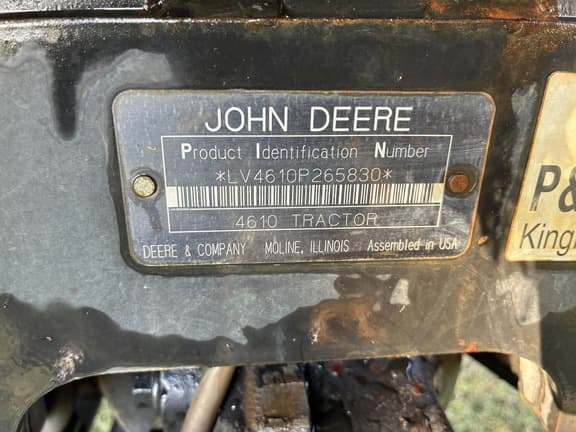 JOHN DEERE
Product Identification Number
*LV4610P265830*
4610 TRACTOR
DEERE & COMPANY MOLINE, ILLINOIS Assembled in USA
P&
King